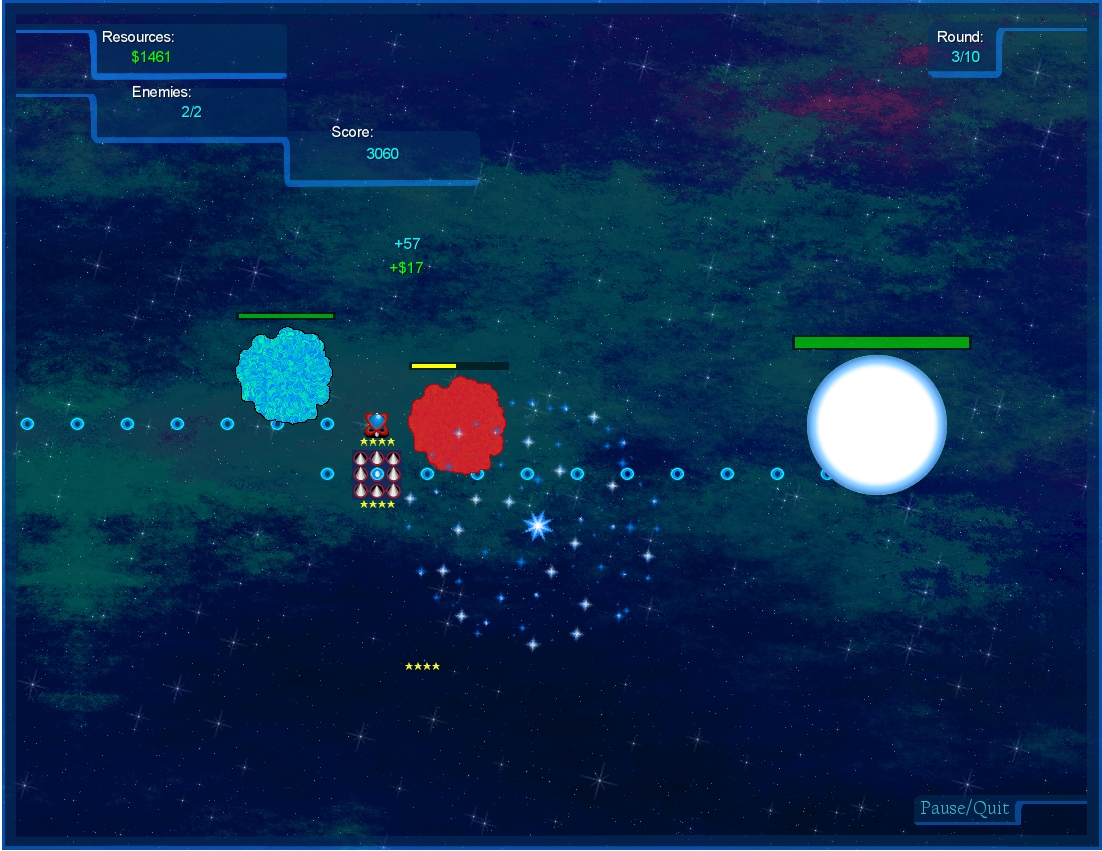 Resources:
$1461
Round:
3/10
Enemies:
2/2
Score:
3060
+57
+$17
Pause/Quit